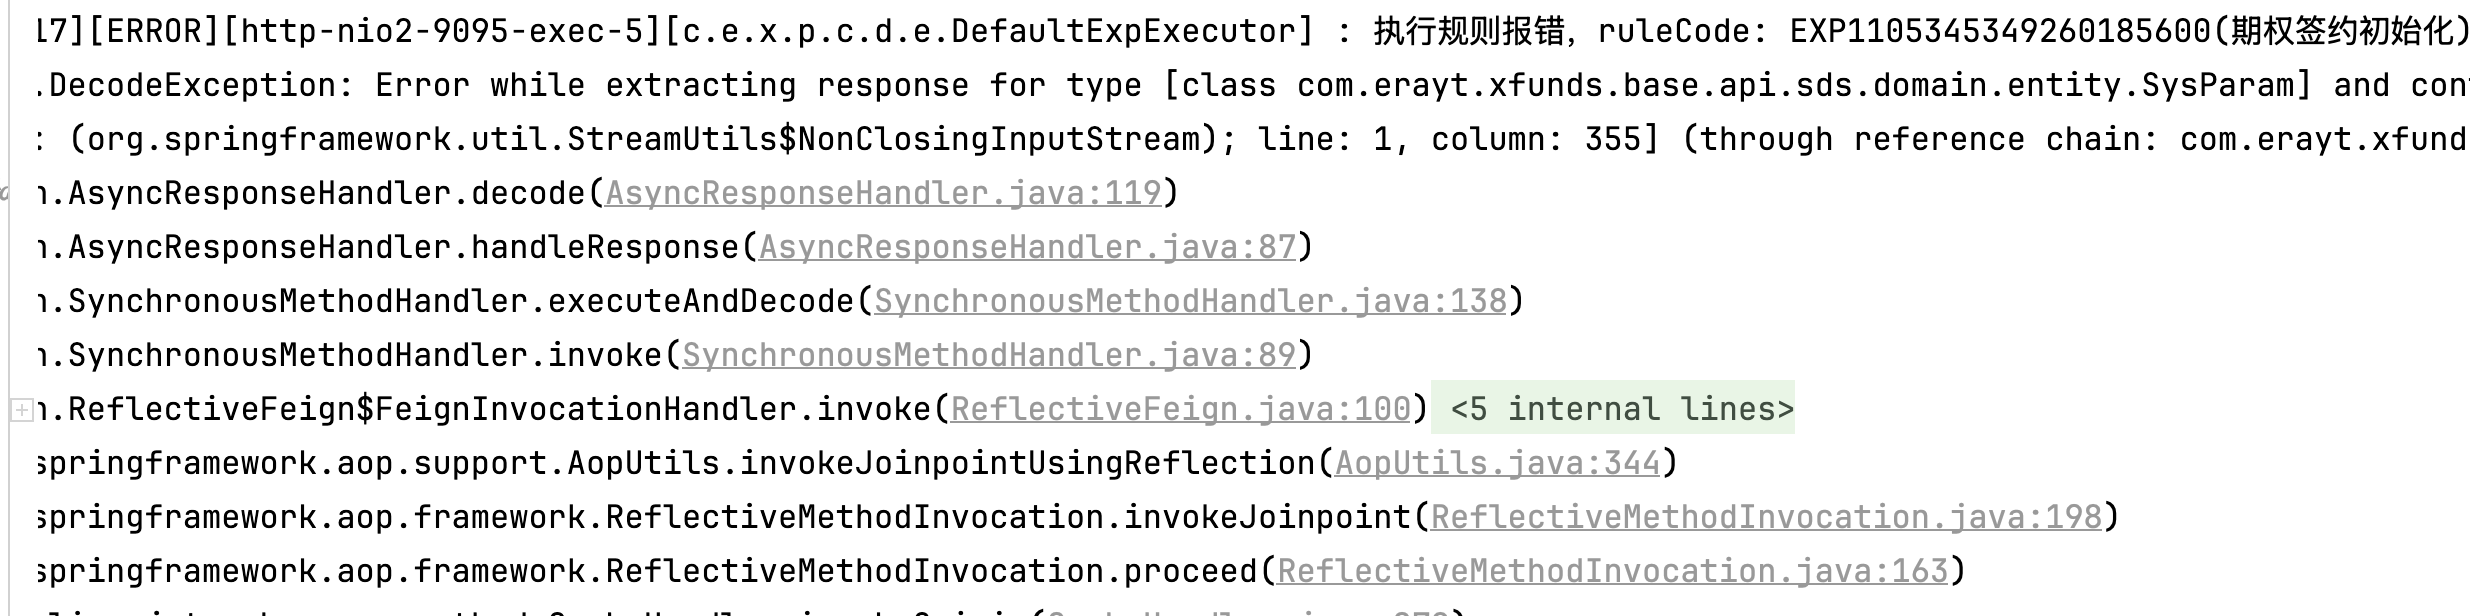 17][ERROR][http-nio2-9095-exec-5][c.e.x.p.c.d.e.DefaultExpExecutor] : 执行规则报错，ruleCode: EXP1105345349260185600(期权签约初始化)
.DecodeException: Error while extracting response for type [class com.erayt.xfunds.base.api.sds.domain.entity.SysParam] and con
: (org.springframework.util.StreamUtils$NonClosingInputStream); line: 1, column: 355] (through reference chain: com.erayt.xfund
n.AsyncResponseHandler.decode(AsyncResponseHandler.java:119)
n.AsyncResponseHandler.handleResponse(AsyncResponseHandler.java:87)
n.SynchronousMethodHandler.executeAndDecode(SynchronousMethodHandler.java:138)
n.SynchronousMethodHandler.invoke(SynchronousMethodHandler.java:89)
n.ReflectiveFeign$FeignInvocationHandler.invoke(ReflectiveFeign.java:100) <5 internal lines>
springframework.aop.support.AopUtils.invokeJoinpointUsingReflection(AopUtils.java:344)
springframework.aop.framework.ReflectiveMethodInvocation.invokeJoinpoint(ReflectiveMethodInvocation.java:198)
springframework.aop.framework.ReflectiveMethodInvocation.proceed(ReflectiveMethodInvocation.java:163)